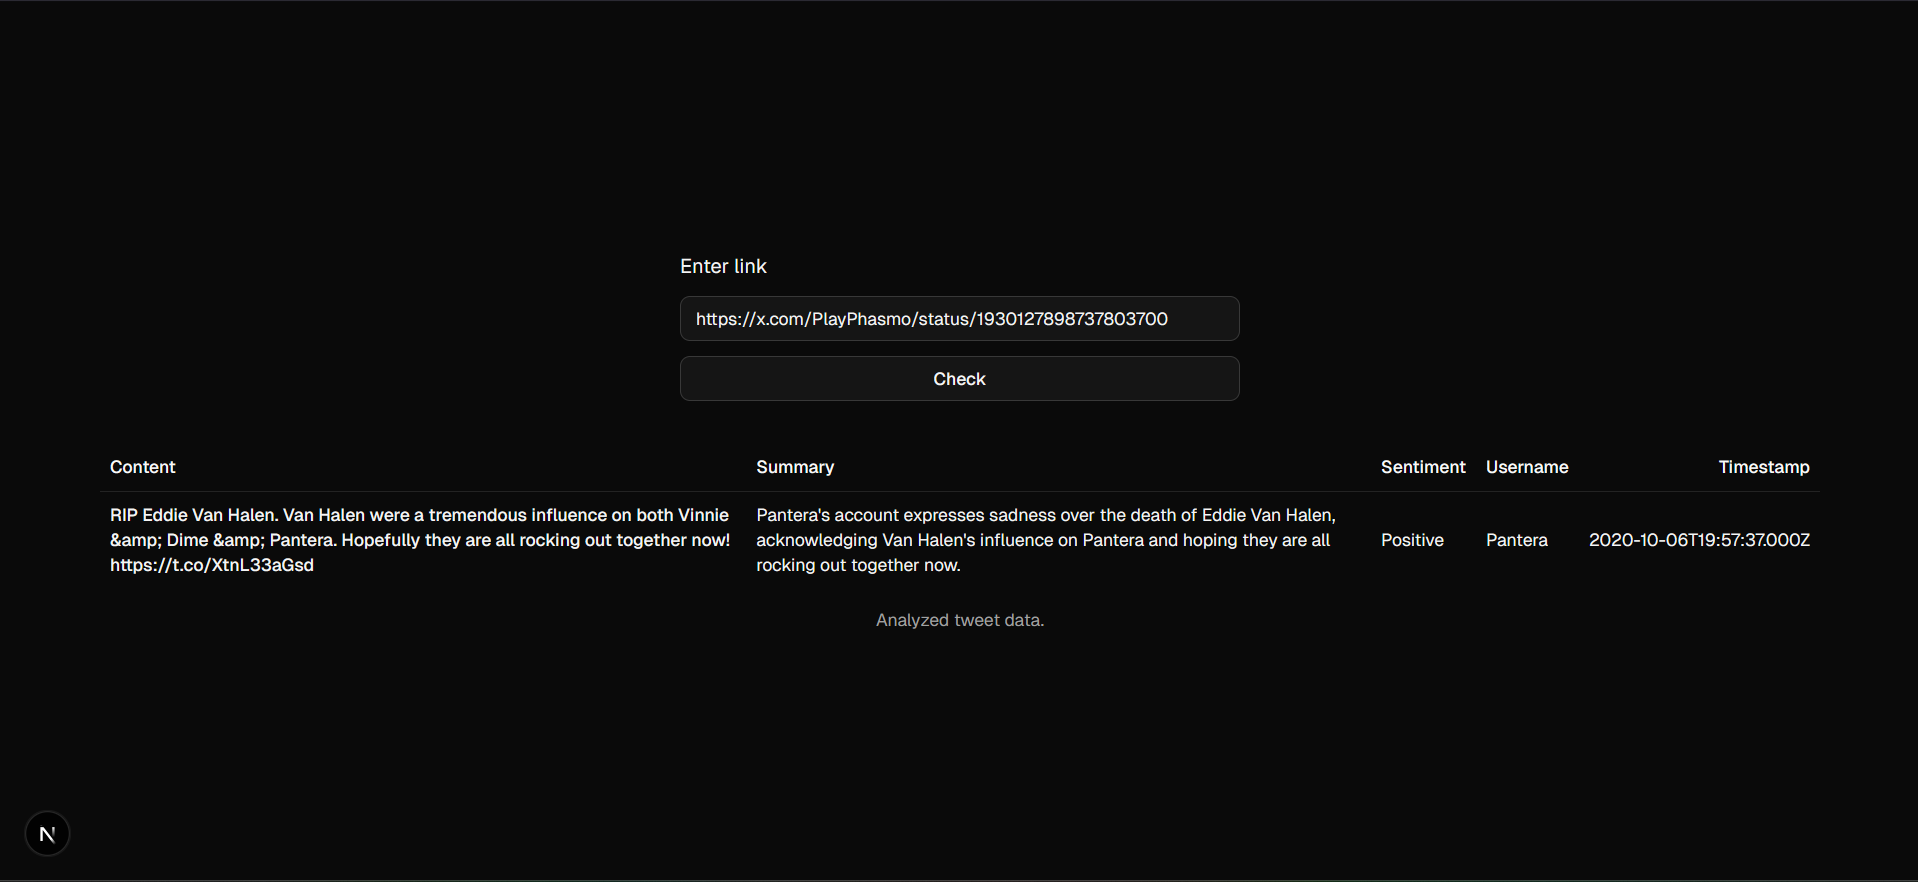 Enter link
https://x.com/PlayPhasmo/status/1930127898737803700
Check
Content Summary Sentiment Username Timestamp
RIP Eddie Van Halen. Van Halen were a tremendous influence on both Vinnie
&amp; Dime &amp; Pantera. Hopefully they are all rocking out together now!
https://t.co/XtnL33aGsd
Pantera's account expresses sadness over the death of Eddie Van Halen,
acknowledging Van Halen's influence on Pantera and hoping they are all
rocking out together now.
Positive
Pantera
2020-10-06T19:57:37.000Z
Analyzed tweet data.
N